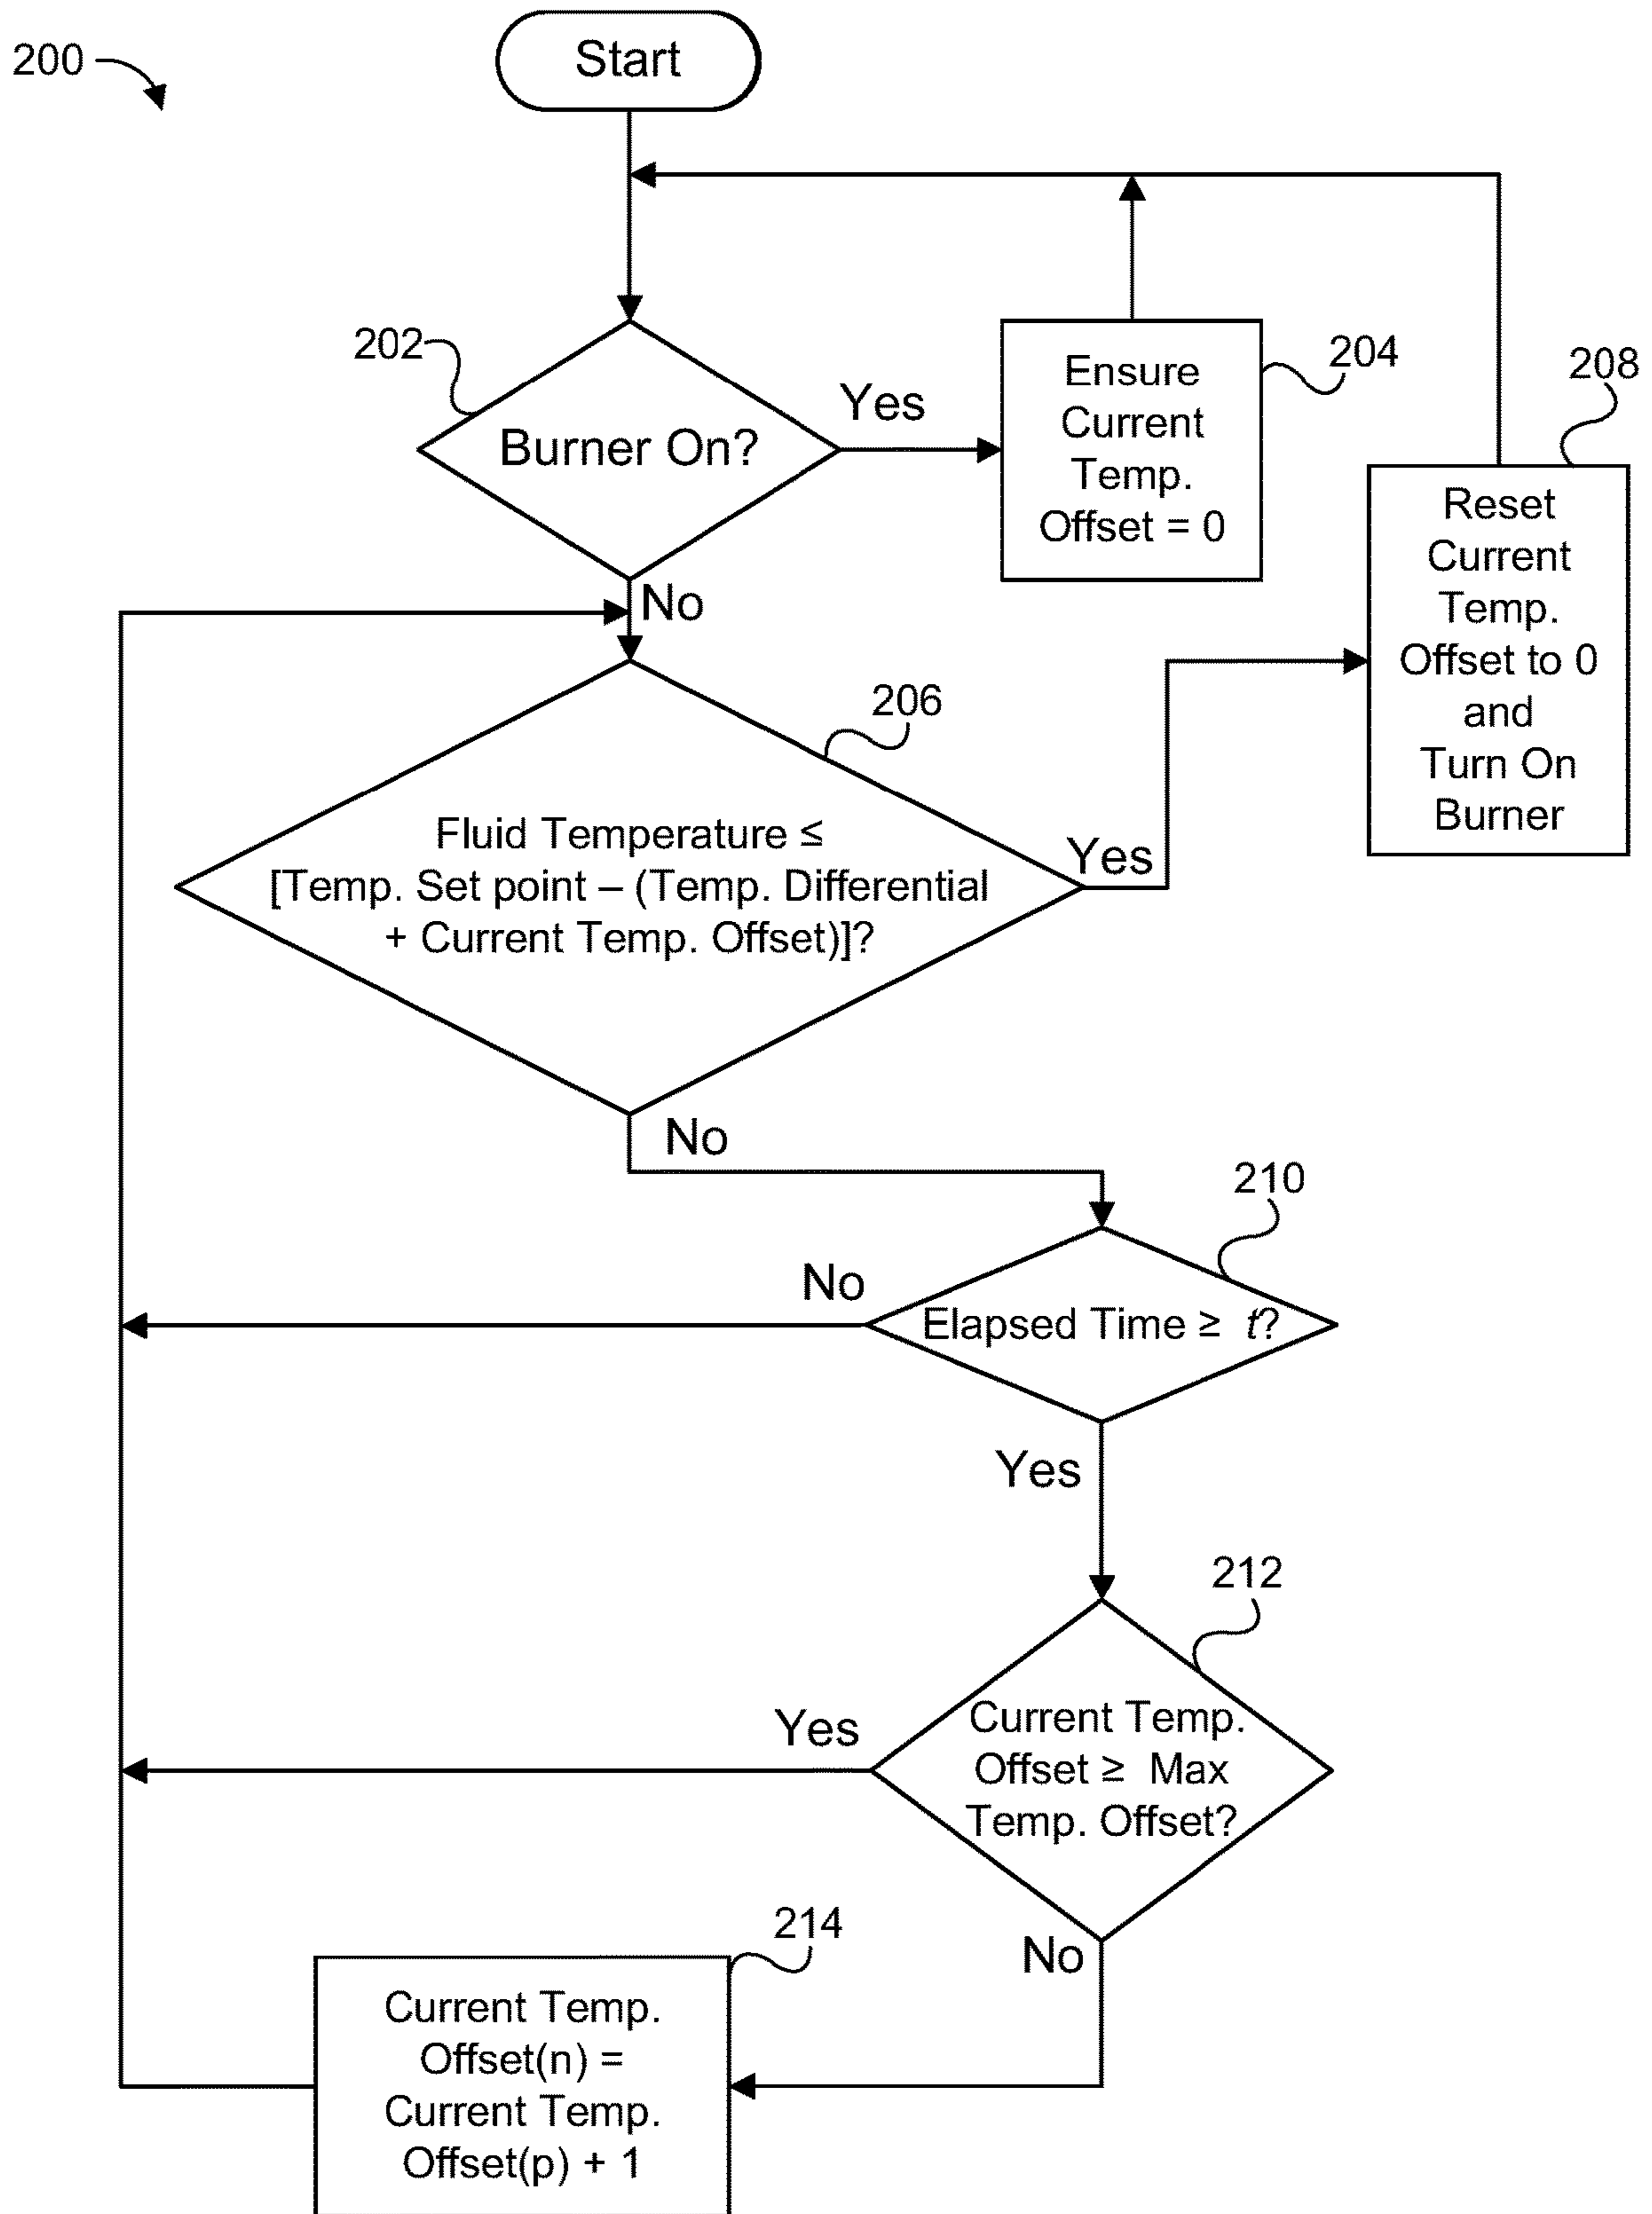 200
Start
202
Burner On?
Yes
Ensure
Current
Temp.
Offset = 0
204
208
Reset
Current
Temp.
Offset to 0
and
Turn On
Burner
No
206
Fluid Temperature ≤
[Temp. Set point – (Temp. Differential
+ Current Temp. Offset)]?
Yes
No
210
Elapsed Time ≥ t?
No
Yes
212
Current Temp.
Offset ≥ Max
Temp. Offset?
Yes
No
214
Current Temp.
Offset(n) =
Current Temp.
Offset(p) + 1